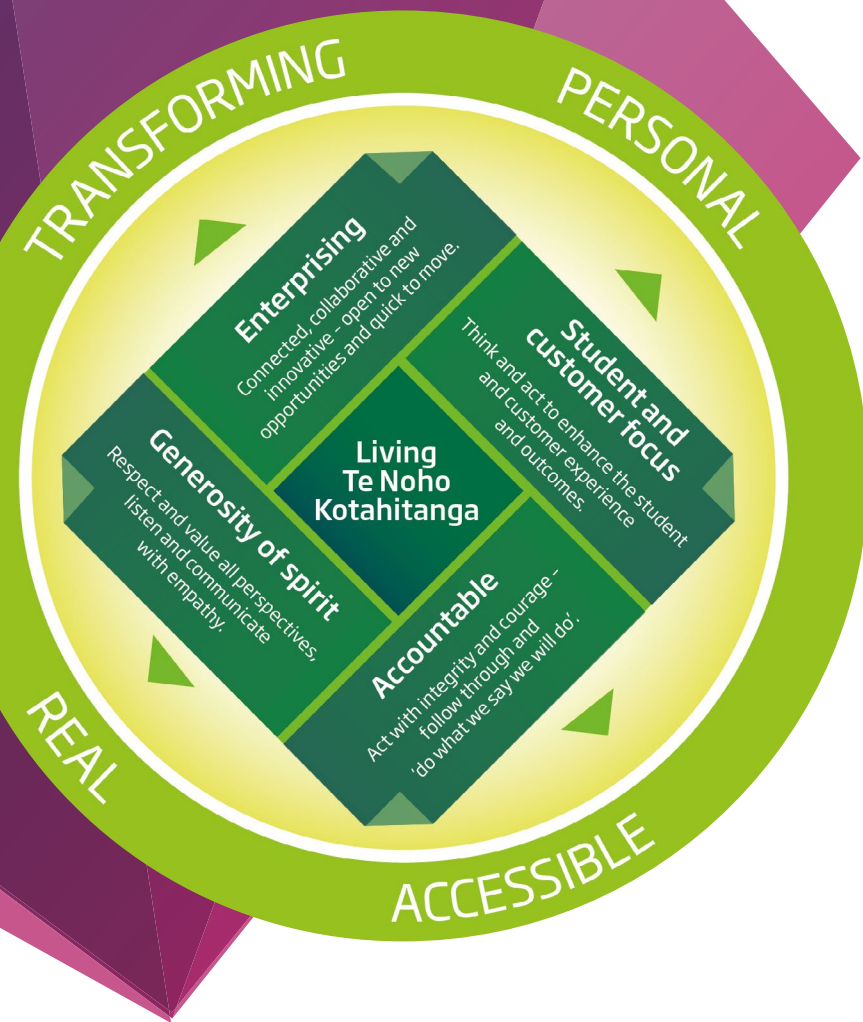 TRANSFORMING
PERSONAL
Enterprising
Connected, collaborative and
innovative – open to new
opportunities and quick to move.
Student and
customer focus
Think and act to enhance the student
and customer experience
and outcomes.
Living
Te Noho
Kotahitanga
Generosity of spirit
Respect and value all perspectives,
listen and communicate
with empathy.
Accountable
Act with integrity and courage –
follow through and
‘do what we say we will do’.
REAL
ACCESSIBLE